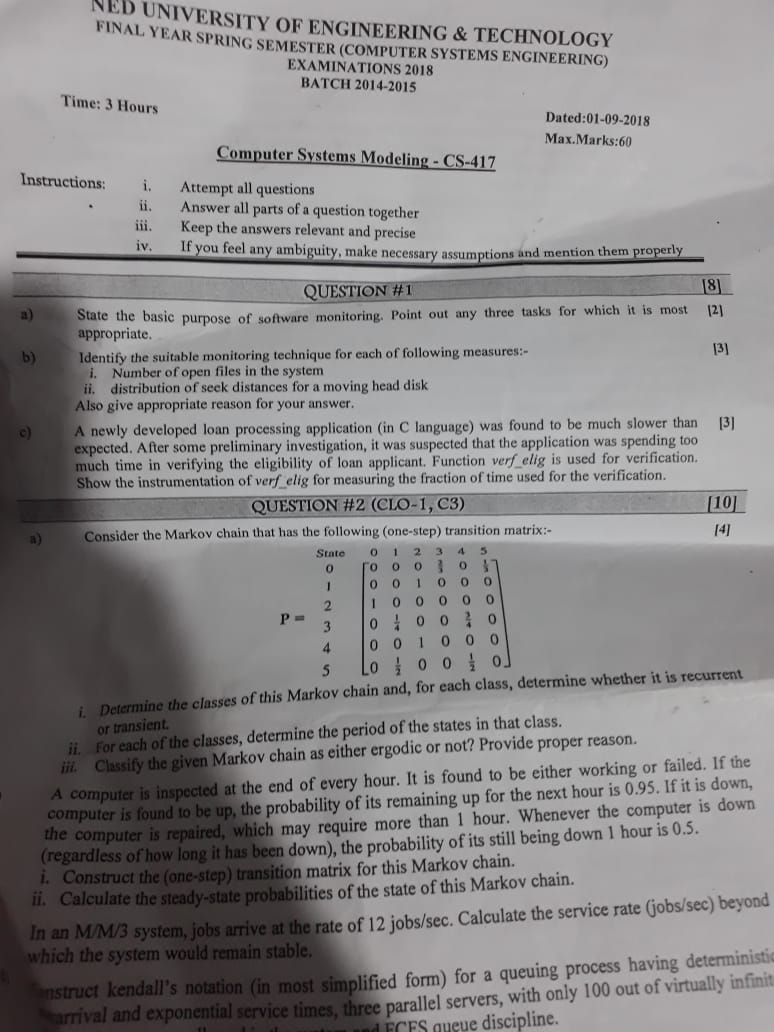 NED UNIVERSITY OF ENGINEERING & TECHNOLOGY
FINAL YEAR SPRING SEMESTER (COMPUTER SYSTEMS ENGINEERING)
EXAMINATIONS 2018
BATCH 2014-2015
Time: 3 Hours
Dated:01-09-2018
Max.Marks:60
Computer Systems Modeling - CS-417
Instructions:
i. Attempt all questions
ii. Answer all parts of a question together
iii. Keep the answers relevant and precise
iv. If you feel any ambiguity, make necessary assumptions and mention them properly
QUESTION #1 [8]
a) State the basic purpose of software monitoring. Point out any three tasks for which it is most [2]
appropriate.
b) Identify the suitable monitoring technique for each of following measures:- [3]
i. Number of open files in the system
ii. distribution of seek distances for a moving head disk
Also give appropriate reason for your answer.
c) A newly developed loan processing application (in C language) was found to be much slower than [3]
expected. After some preliminary investigation, it was suspected that the application was spending too
much time in verifying the eligibility of loan applicant. Function verf_elig is used for verification.
Show the instrumentation of verf_elig for measuring the fraction of time used for the verification.
QUESTION #2 (CLO-1, C3) [10]
a) Consider the Markov chain that has the following (one-step) transition matrix:- [4]
State 0 1 2 3 4 5
0 0 0 0 2/3 0 1/3
1 0 0 1 0 0 0
2 1 0 0 0 0 0
P = 3 0 1/4 0 0 3/4 0
4 0 0 1 0 0 0
5 0 1/2 0 0 1/2 0
i. Determine the classes of this Markov chain and, for each class, determine whether it is recurrent
or transient.
ii. For each of the classes, determine the period of the states in that class.
iii. Classify the given Markov chain as either ergodic or not? Provide proper reason.
A computer is inspected at the end of every hour. It is found to be either working or failed. If the
computer is found to be up, the probability of its remaining up for the next hour is 0.95. If it is down,
the computer is repaired, which may require more than 1 hour. Whenever the computer is down
(regardless of how long it has been down), the probability of its still being down 1 hour is 0.5.
i. Construct the (one-step) transition matrix for this Markov chain.
ii. Calculate the steady-state probabilities of the state of this Markov chain.
In an M/M/3 system, jobs arrive at the rate of 12 jobs/sec. Calculate the service rate (jobs/sec) beyond
which the system would remain stable.
kendall's notation (in most simplified form) for a queuing process having deterministic
arrival and exponential service times, three parallel servers, with only 100 out of virtually infinit
FCFS queue discipline.